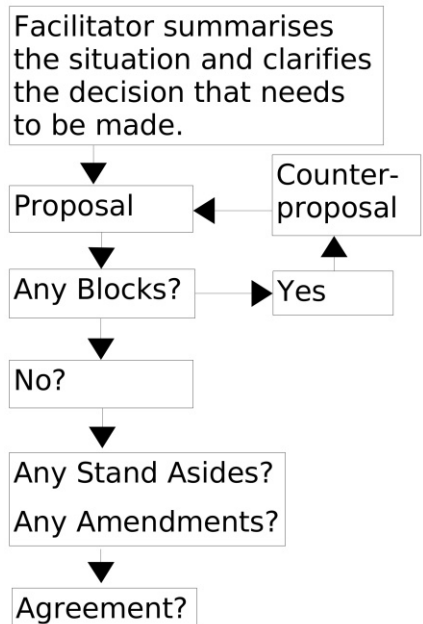 Facilitator summarises
the situation and clarifies
the decision that needs
to be made.
Proposal
Counter-
proposal
Any Blocks?
Yes
No?
Any Stand Asides?
Any Amendments?
Agreement?